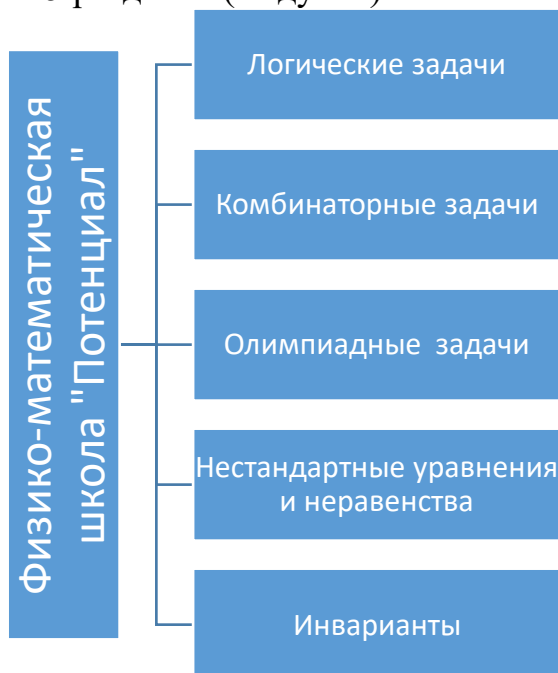 Физико-математическая
школа "Потенциал"
Логические задачи
Комбинаторные задачи
Олимпиадные задачи
Нестандартные уравнения
и неравенства
Инварианты